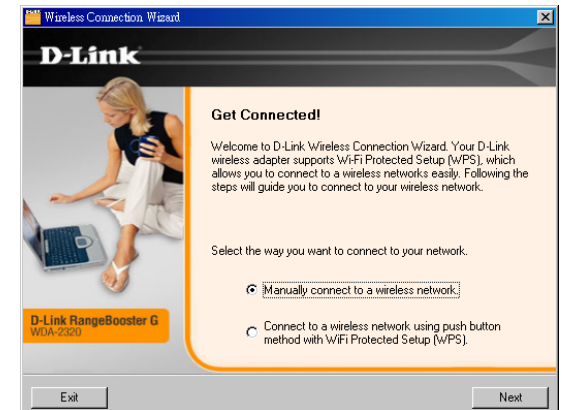 Wireless Connection Wizard
D-Link
Get Connected!
Welcome to D-Link Wireless Connection Wizard. Your D-Link
wireless adapter supports Wi-Fi Protected Setup (WPS), which
allows you to connect to a wireless networks easily. Following the
steps will guide you to connect to your wireless network.
Select the way you want to connect to your network.
Manually connect to a wireless network.
Connect to a wireless network using push button
method with WiFi Protected Setup (WPS).
D-Link RangeBooster G
WDA-2320
Exit
Next